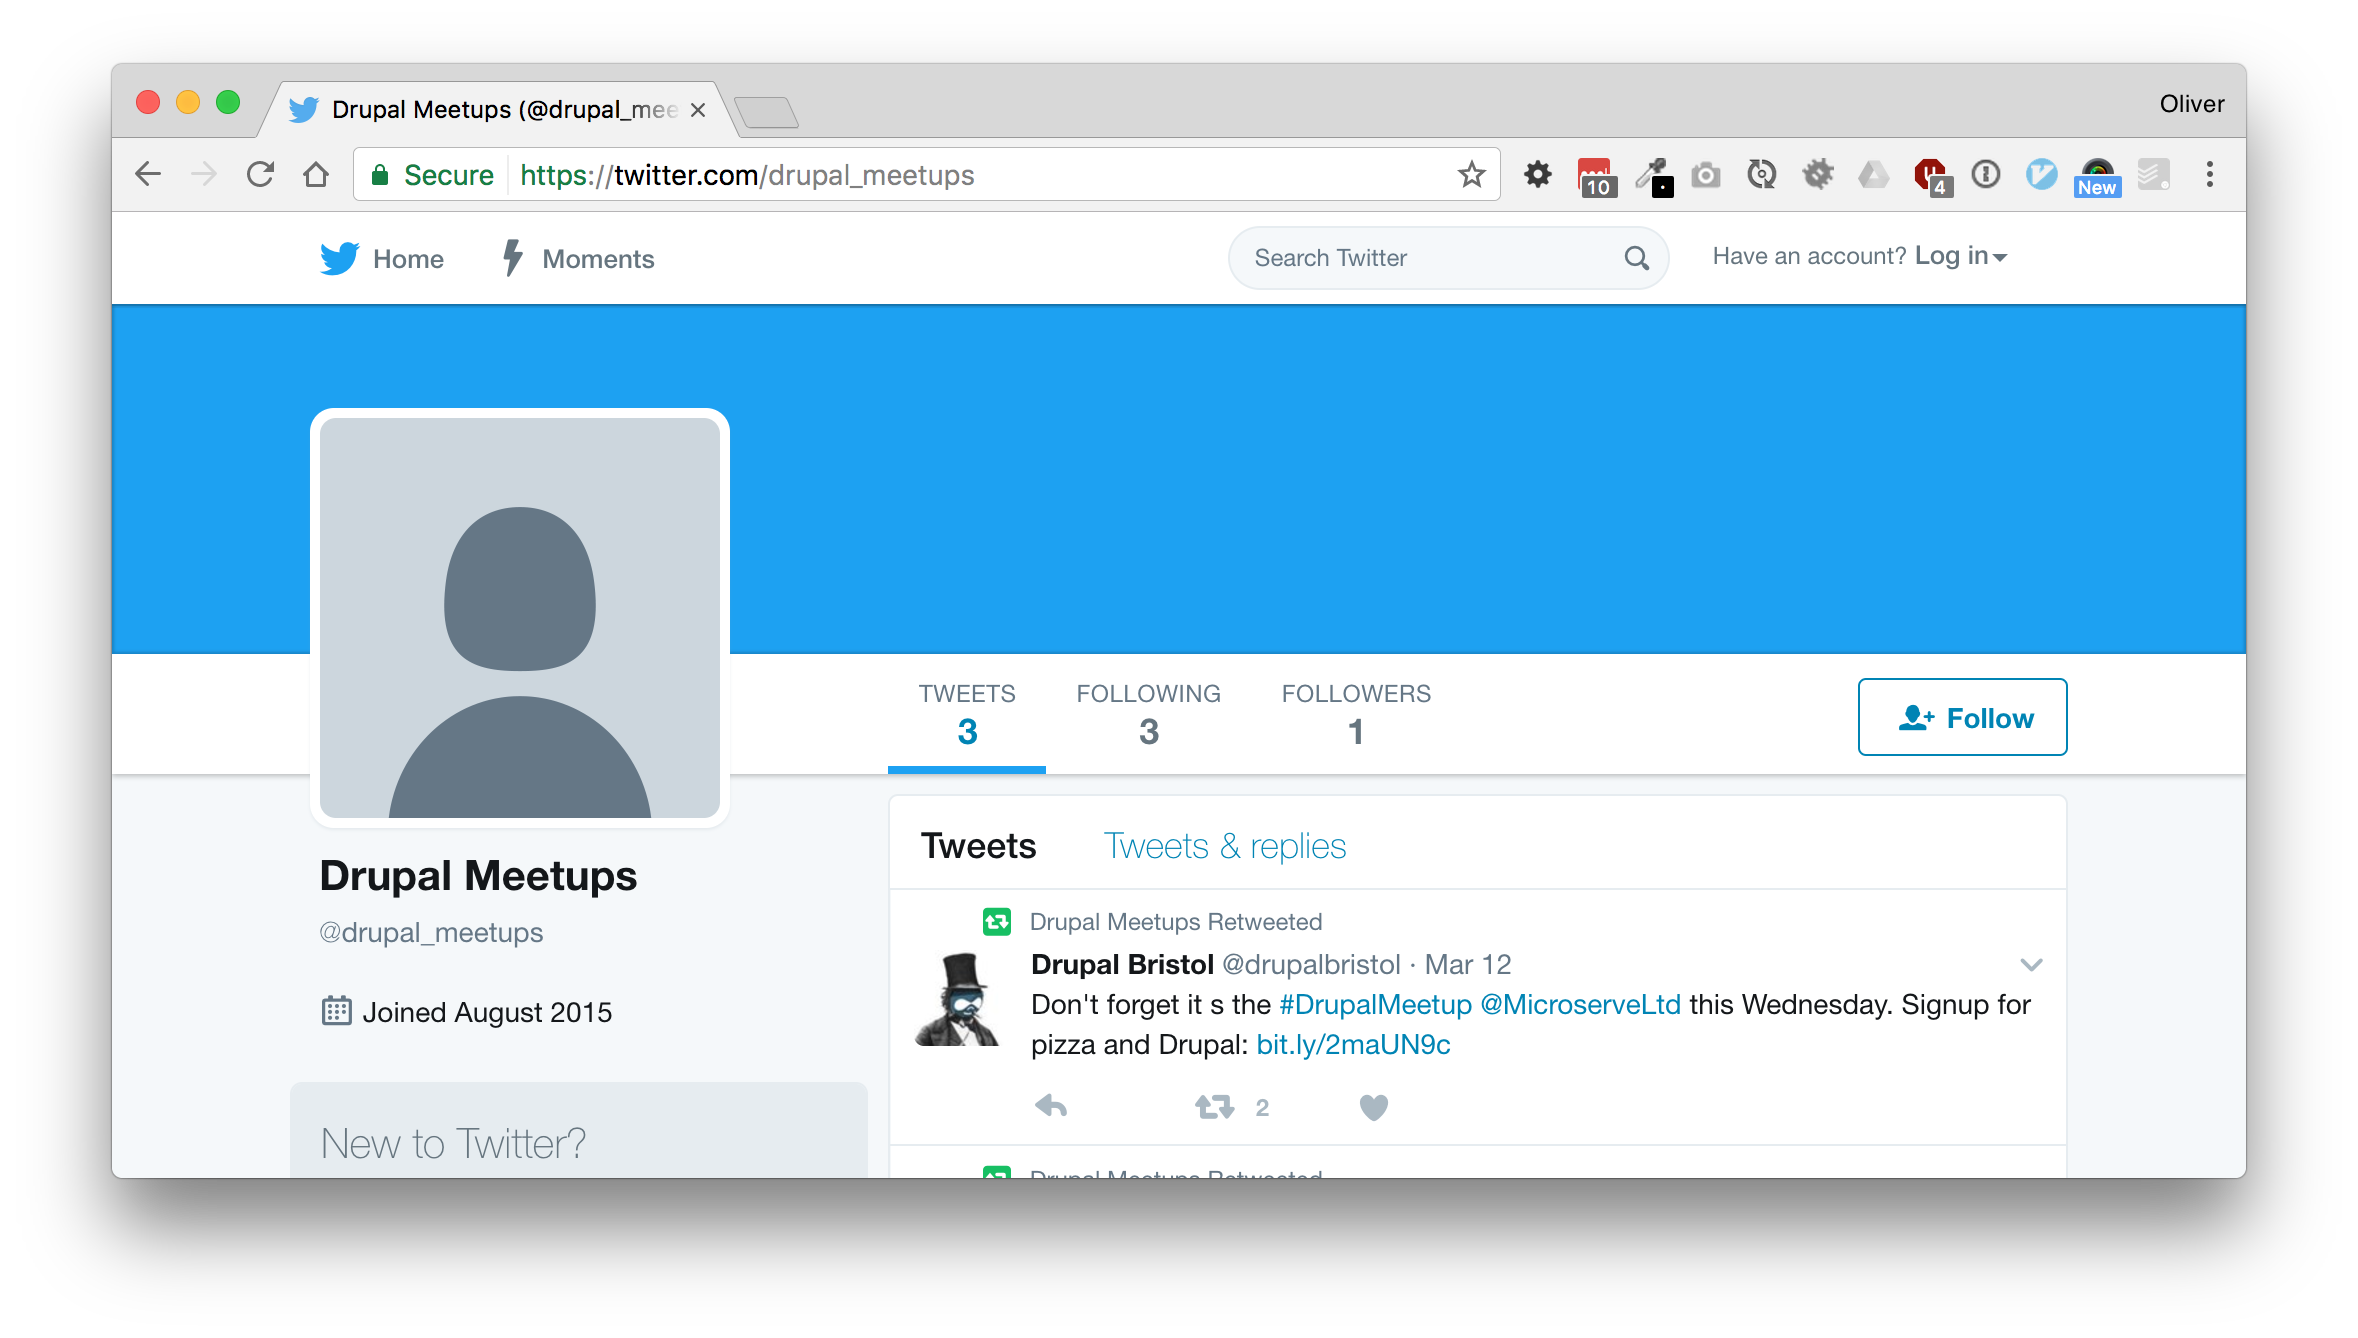 Drupal Meetups (@drupal_mee
Oliver
Secure https://twitter.com/drupal_meetups
10
4
New
Home Moments Search Twitter Have an account? Log in
TWEETS FOLLOWING FOLLOWERS
3 3 1
Follow
Drupal Meetups
@drupal_meetups
Joined August 2015
New to Twitter?
Tweets Tweets & replies
Drupal Meetups Retweeted
Drupal Bristol @drupalbristol · Mar 12
Don't forget it s the #DrupalMeetup @MicroserveLtd this Wednesday. Signup for
pizza and Drupal: bit.ly/2maUN9c
2
Drupal Meetups Retweeted